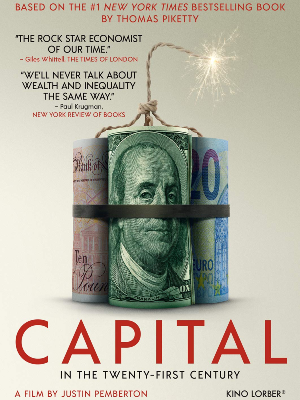 BASED ON THE #1 NEW YORK TIMES BESTSELLING BOOK
BY THOMAS PIKETTY
"THE ROCK STAR ECONOMIST
OF OUR TIME."
– Giles Whittell, THE TIMES OF LONDON
"WE'LL NEVER TALK ABOUT
WEALTH AND INEQUALITY
THE SAME WAY."
– Paul Krugman,
NEW YORK REVIEW OF BOOKS
20
Ten
Pounds
EURO
CAPITAL
IN THE TWENTY-FIRST CENTURY
A FILM BY JUSTIN PEMBERTON
KINO LORBER®